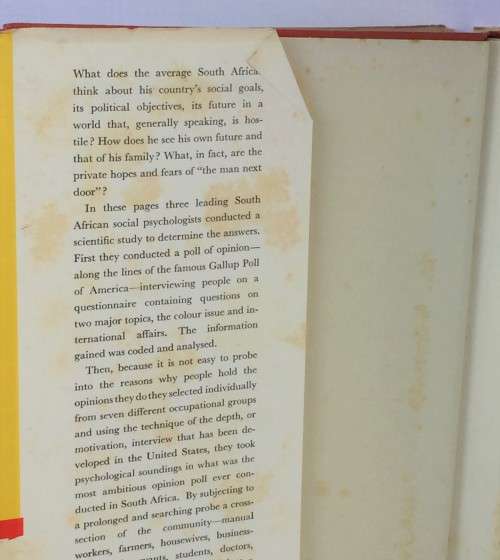 What does the average South Africa
think about his country's social goals,
its political objectives, its future in a
world that, generally speaking, is hos-
tile? How does he see his own future and
that of his family? What, in fact, are the
private hopes and fears of "the man next
door"?
In these pages three leading South
African social psychologists conducted a
scientific study to determine the answers.
First they conducted a poll of opinion—
along the lines of the famous Gallup Poll
of America—interviewing people on a
questionnaire containing questions on
two major topics, the colour issue and in-
ternational affairs. The information
gained was coded and analysed.
Then, because it is not easy to probe
into the reasons why people hold the
opinions they do they selected individually
from seven different occupational groups
and using the technique of the depth, or
motivation, interview that has been de-
veloped in the United States, they took
psychological soundings in what was the
most ambitious opinion poll ever con-
ducted in South Africa. By subjecting to
a prolonged and searching probe a cross-
section of the community—manual
workers, farmers, housewives, business-
students, doctors,